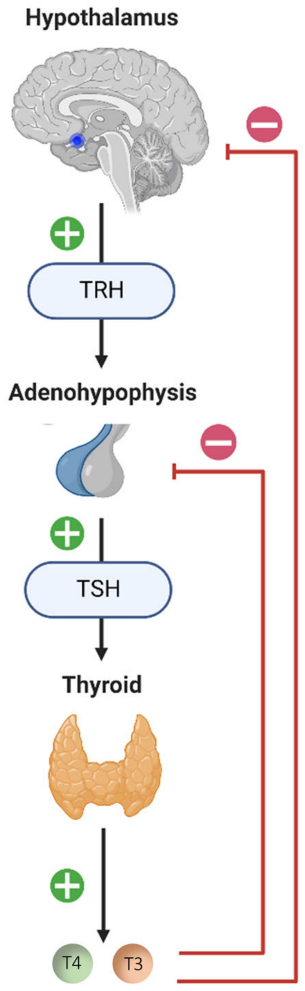 Hypothalamus
TRH
Adenohypophysis
TSH
Thyroid
T4 T3